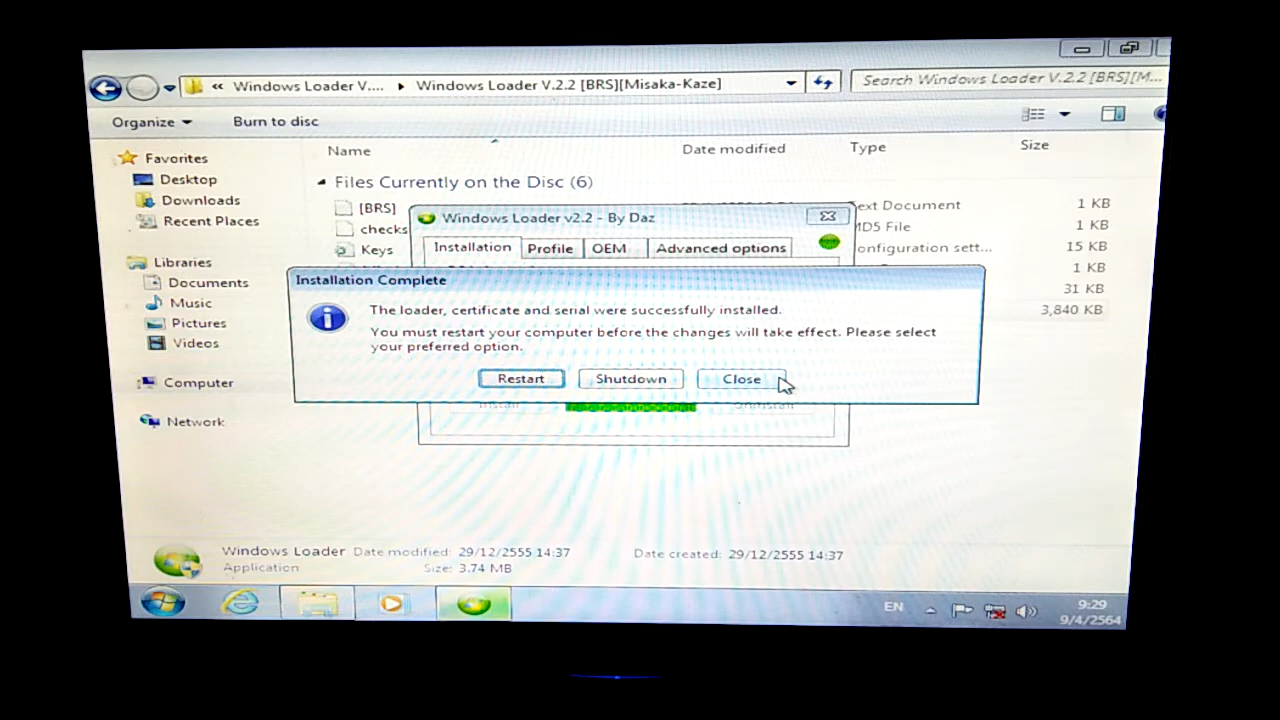 « Windows Loader V.... ▸ Windows Loader V.2.2 [BRS][Misaka-Kaze]
Search Windows Loader V.2.2 [BRS][M...
Organize
Burn to disc
Name
Date modified
Type
Size
Favorites
Desktop
Downloads
Recent Places
Libraries
Documents
Music
Pictures
Videos
Computer
Network
Files Currently on the Disc (6)
[BRS]
ext Document
1 KB
checks
MD5 File
1 KB
Keys
onfiguration sett...
15 KB
1 KB
31 KB
3,840 KB
Windows Loader v2.2 - By Daz
Installation
Profile
OEM
Advanced options
Installation Complete
The loader, certificate and serial were successfully installed.
You must restart your computer before the changes will take effect. Please select
your preferred option.
Restart
Shutdown
Close
Install
Uninstall
Windows Loader Date modified: 29/12/2555 14:37
Date created: 29/12/2555 14:37
Application
Size: 3.74 MB
EN
9:29
9/4/2564